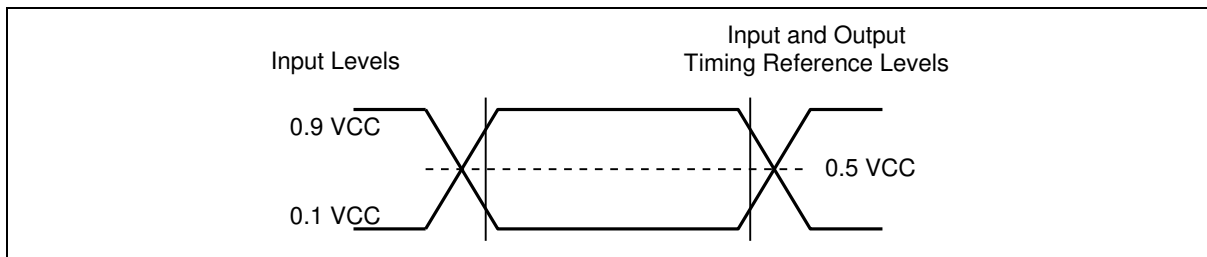 Input Levels
Input and Output
Timing Reference Levels
0.9 VCC
0.5 VCC
0.1 VCC